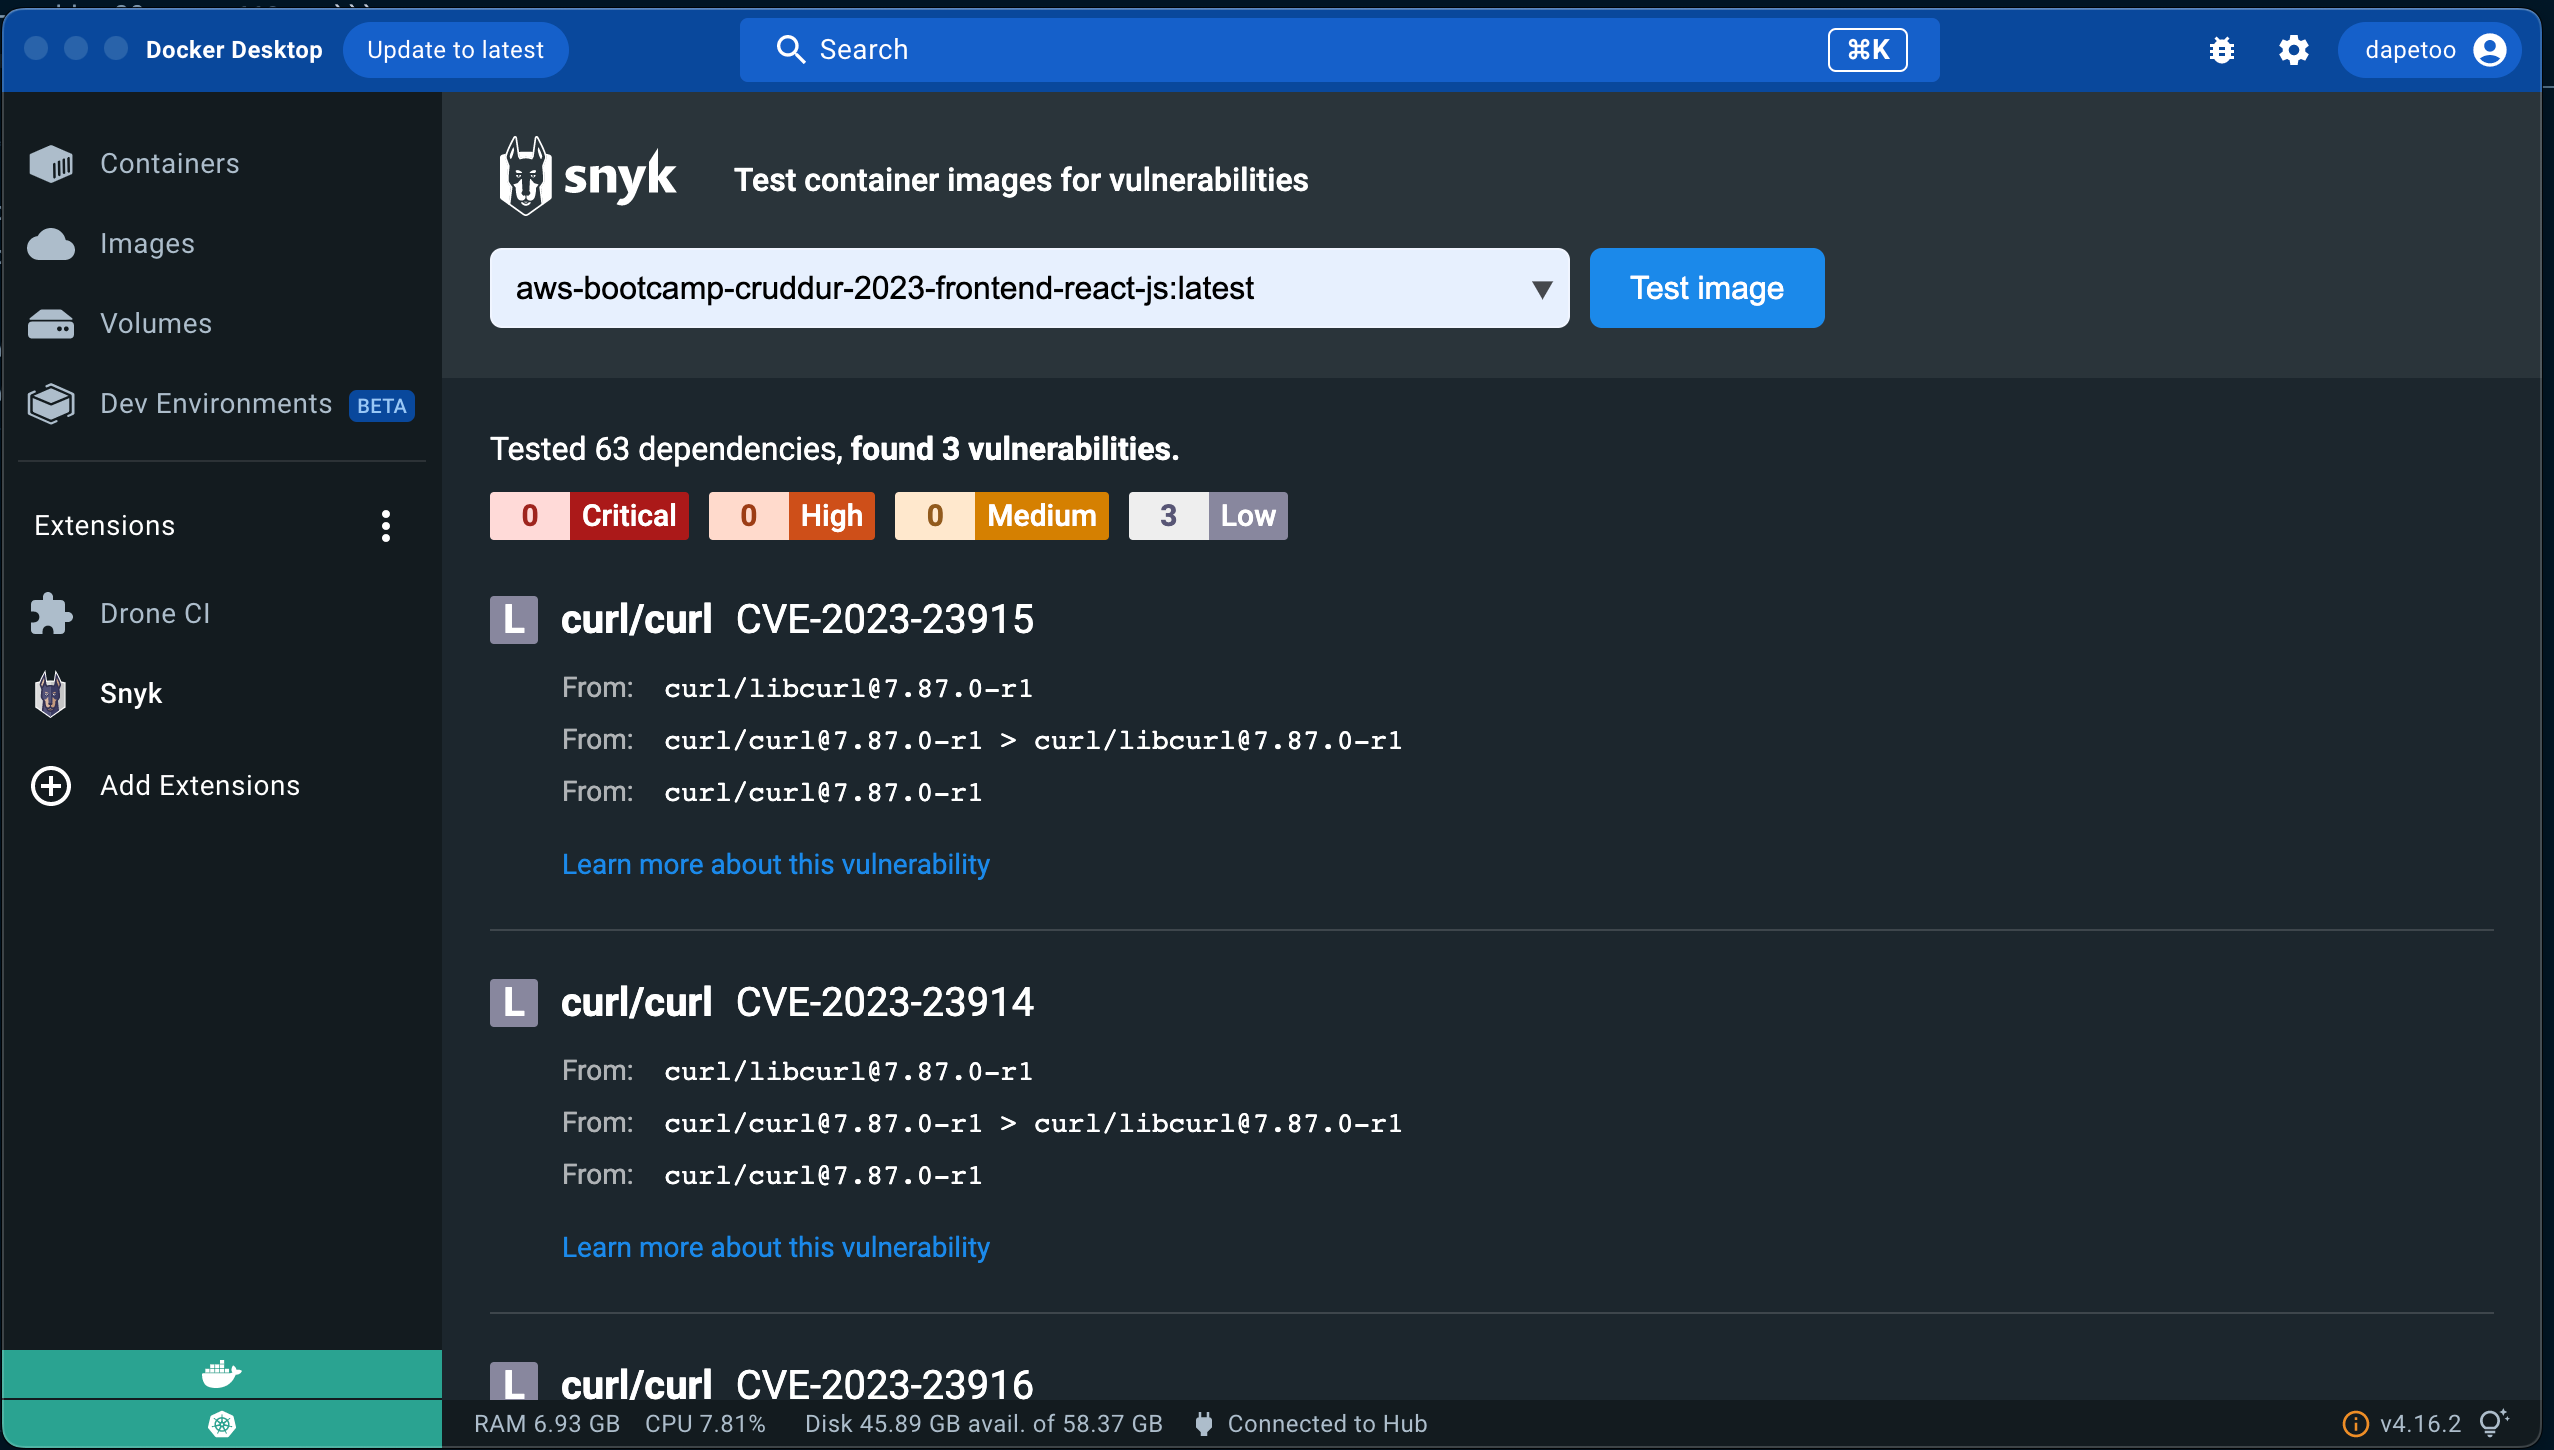 Docker Desktop
Update to latest
Search
⌘K
dapetoo
Containers
Images
Volumes
Dev Environments BETA
Extensions
Drone CI
Snyk
Add Extensions
snyk
Test container images for vulnerabilities
aws-bootcamp-cruddur-2023-frontend-react-js:latest
Test image
Tested 63 dependencies, found 3 vulnerabilities.
0 Critical 0 High 0 Medium 3 Low
L curl/curl CVE-2023-23915
From: curl/libcurl@7.87.0-r1
From: curl/curl@7.87.0-r1 > curl/libcurl@7.87.0-r1
From: curl/curl@7.87.0-r1
Learn more about this vulnerability
L curl/curl CVE-2023-23914
From: curl/libcurl@7.87.0-r1
From: curl/curl@7.87.0-r1 > curl/libcurl@7.87.0-r1
From: curl/curl@7.87.0-r1
Learn more about this vulnerability
L curl/curl CVE-2023-23916
RAM 6.93 GB CPU 7.81% Disk 45.89 GB avail. of 58.37 GB Connected to Hub v4.16.2